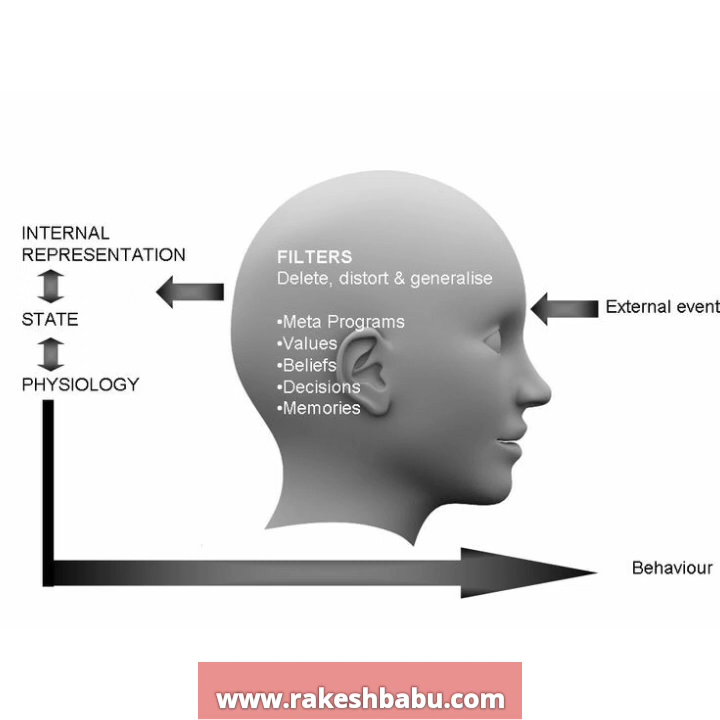 INTERNAL
REPRESENTATION
STATE
PHYSIOLOGY
FILTERS
Delete, distort & generalise
•Meta Programs
•Values
•Beliefs
•Decisions
•Memories
External event
Behaviour
www.rakeshbabu.com